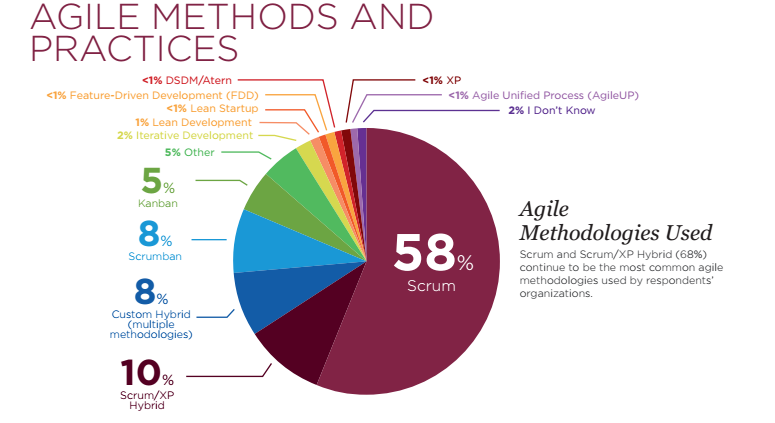 AGILE METHODS AND
PRACTICES
<1% DSDM/Atern
<1% XP
<1% Feature-Driven Development (FDD)
<1% Agile Unified Process (AgileUP)
<1% Lean Startup
2% I Don't Know
1% Lean Development
2% Iterative Development
5% Other
5%
Kanban
8%
Scrumban
8%
Custom Hybrid
(multiple
methodologies)
10%
Scrum/XP
Hybrid
58%
Scrum
Agile
Methodologies Used
Scrum and Scrum/XP Hybrid (68%)
continue to be the most common agile
methodologies used by respondents'
organizations.